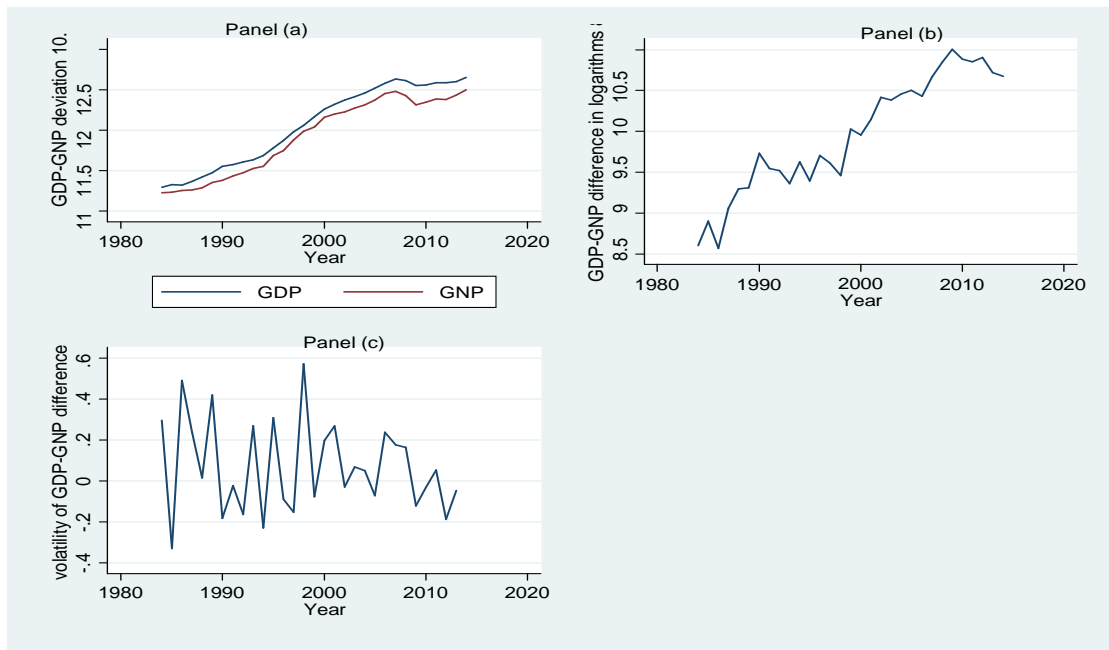 Panel (a)
GDP-GNP deviation 10.
12.5
12
11.5
11
1980 1990 2000 2010 2020
Year
GDP GNP
Panel (b)
GDP-GNP difference in logarithms
10.5
10
9.5
9
8.5
1980 1990 2000 2010 2020
Year
Panel (c)
volatility of GDP-GNP difference
.6
.4
.2
0
-.2
-.4
1980 1990 2000 2010 2020
Year